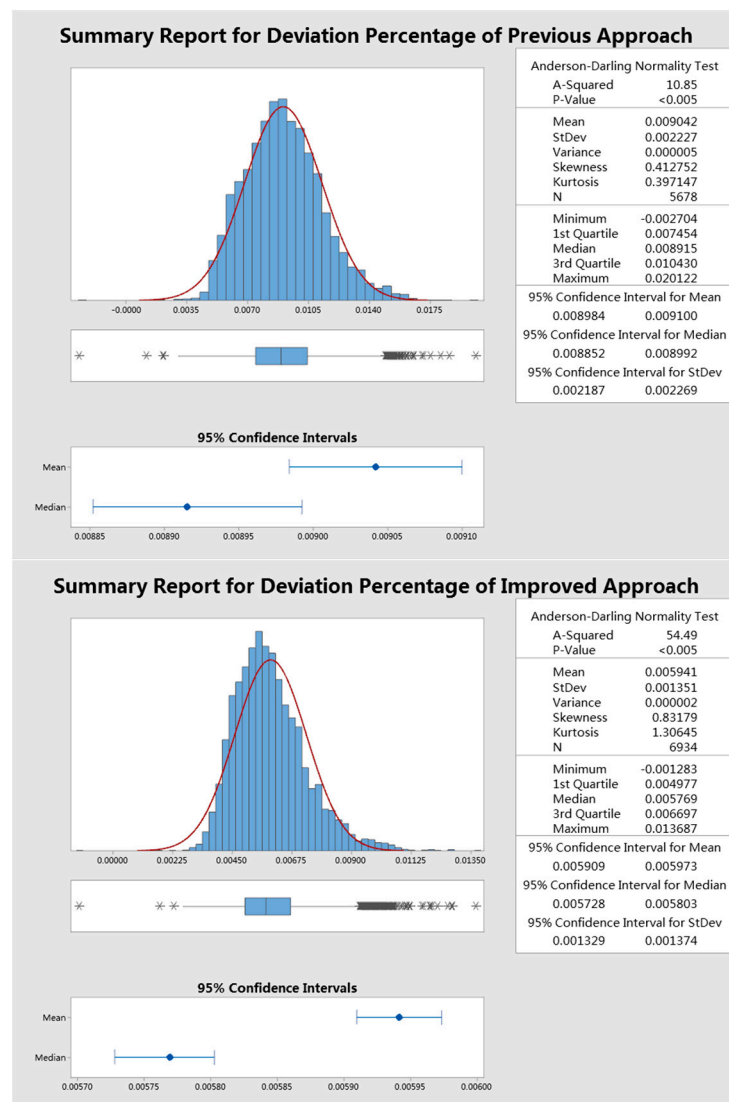 Summary Report for Deviation Percentage of Previous Approach
Anderson-Darling Normality Test
A-Squared 10.85
P-Value <0.005
Mean 0.009042
StDev 0.002227
Variance 0.000005
Skewness 0.412752
Kurtosis 0.397147
N 5678
Minimum -0.002704
1st Quartile 0.007454
Median 0.008915
3rd Quartile 0.010430
Maximum 0.020122
95% Confidence Interval for Mean
0.008984 0.009100
95% Confidence Interval for Median
0.008852 0.008992
95% Confidence Interval for StDev
0.002187 0.002269
-0.0000 0.0035 0.0070 0.0105 0.0140 0.0175
95% Confidence Intervals
Mean
Median
0.00885 0.00890 0.00895 0.00900 0.00905 0.00910
Summary Report for Deviation Percentage of Improved Approach
Anderson-Darling Normality Test
A-Squared 54.49
P-Value <0.005
Mean 0.005941
StDev 0.001351
Variance 0.000002
Skewness 0.83179
Kurtosis 1.30645
N 6934
Minimum -0.001283
1st Quartile 0.004977
Median 0.005769
3rd Quartile 0.006697
Maximum 0.013687
95% Confidence Interval for Mean
0.005909 0.005973
95% Confidence Interval for Median
0.005728 0.005803
95% Confidence Interval for StDev
0.001329 0.001374
0.00000 0.00225 0.00450 0.00675 0.00900 0.01125 0.01350
95% Confidence Intervals
Mean
Median
0.00570 0.00575 0.00580 0.00585 0.00590 0.00595 0.00600